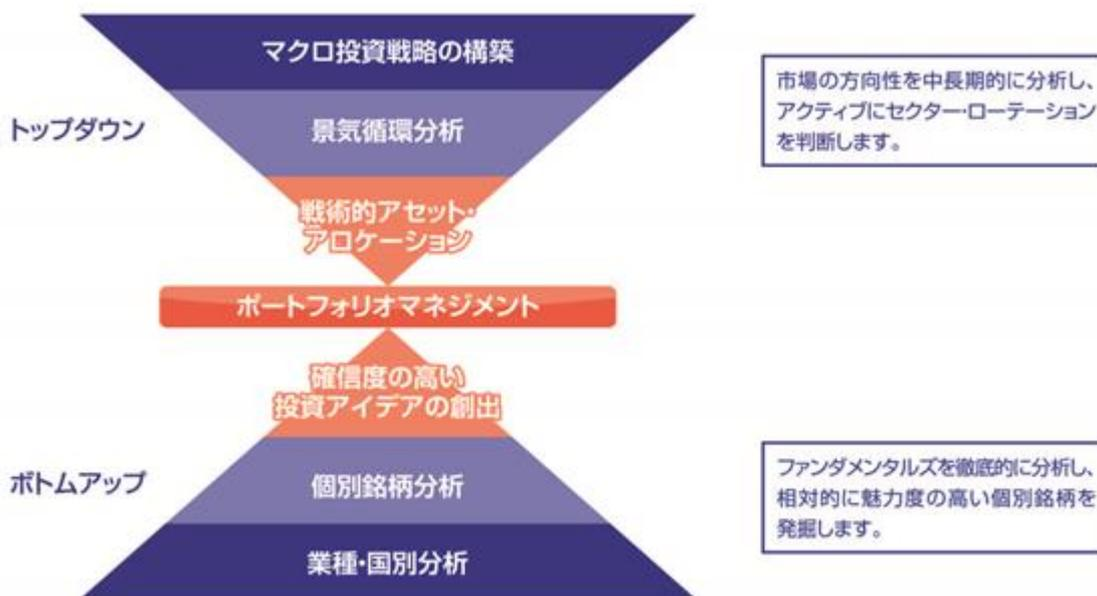 マクロ投資戦略の構築
トップダウン
景気循環分析
市場の方向性を中長期的に分析し、
アクティブにセクター・ローテーション
を判断します。
戦術的アセット・
アロケーション
ポートフォリオマネジメント
確信度の高い
投資アイデアの創出
ボトムアップ
個別銘柄分析
ファンダメンタルズを徹底的に分析し、
相対的に魅力度の高い個別銘柄を
発掘します。
業種・国別分析